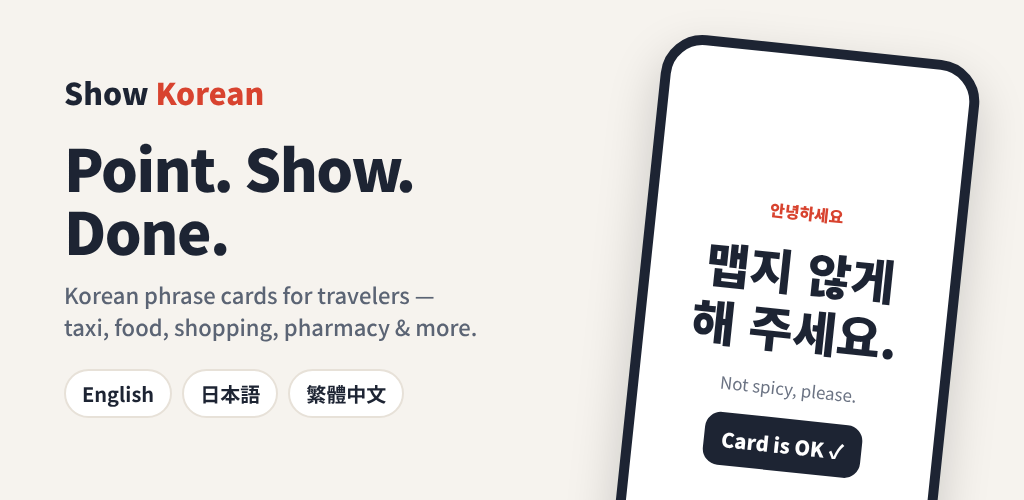 Show Korean
Point. Show.
Done.
Korean phrase cards for travelers —
taxi, food, shopping, pharmacy & more.
English
日本語
繁體中文
안녕하세요
맵지 않게
해 주세요.
Not spicy, please.
Card is OK ✓